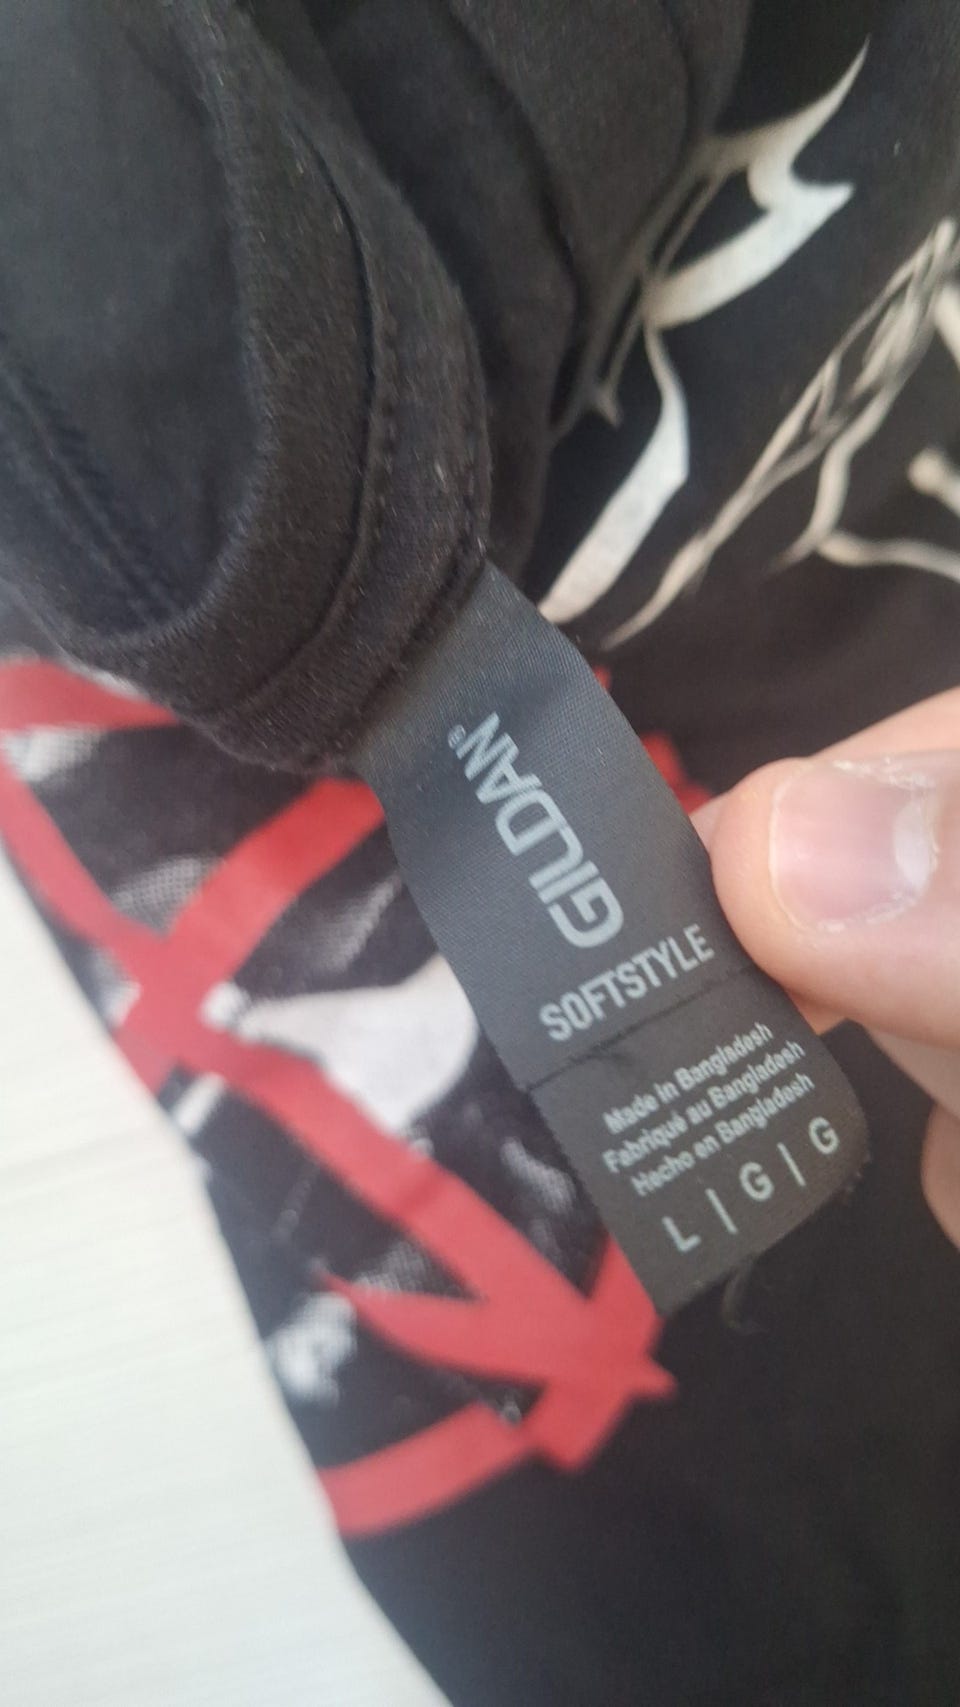 GILDAN®
SOFTSTYLE
Made in Bangladesh
Fabriqué au Bangladesh
Hecho en Bangladesh
L | G | G